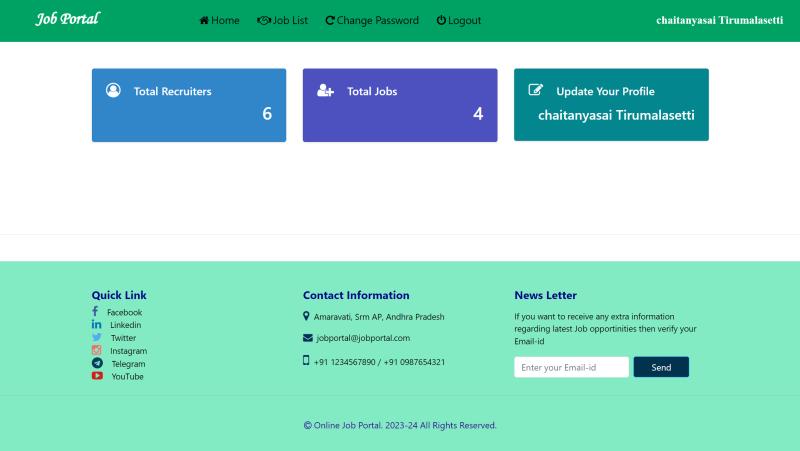 Job Portal
Home Job List Change Password Logout
chaitanyasai Tirumalasetti
Total Recruiters
6
Total Jobs
4
Update Your Profile
chaitanyasai Tirumalasetti
Quick Link
Facebook
Linkedin
Twitter
Instagram
Telegram
YouTube
Contact Information
Amaravati, Srm AP, Andhra Pradesh
jobportal@jobportal.com
+91 1234567890 / +91 0987654321
News Letter
If you want to receive any extra information
regarding latest Job opportinities then verify your
Email-id
Enter your Email-id
Send
© Online Job Portal. 2023-24 All Rights Reserved.